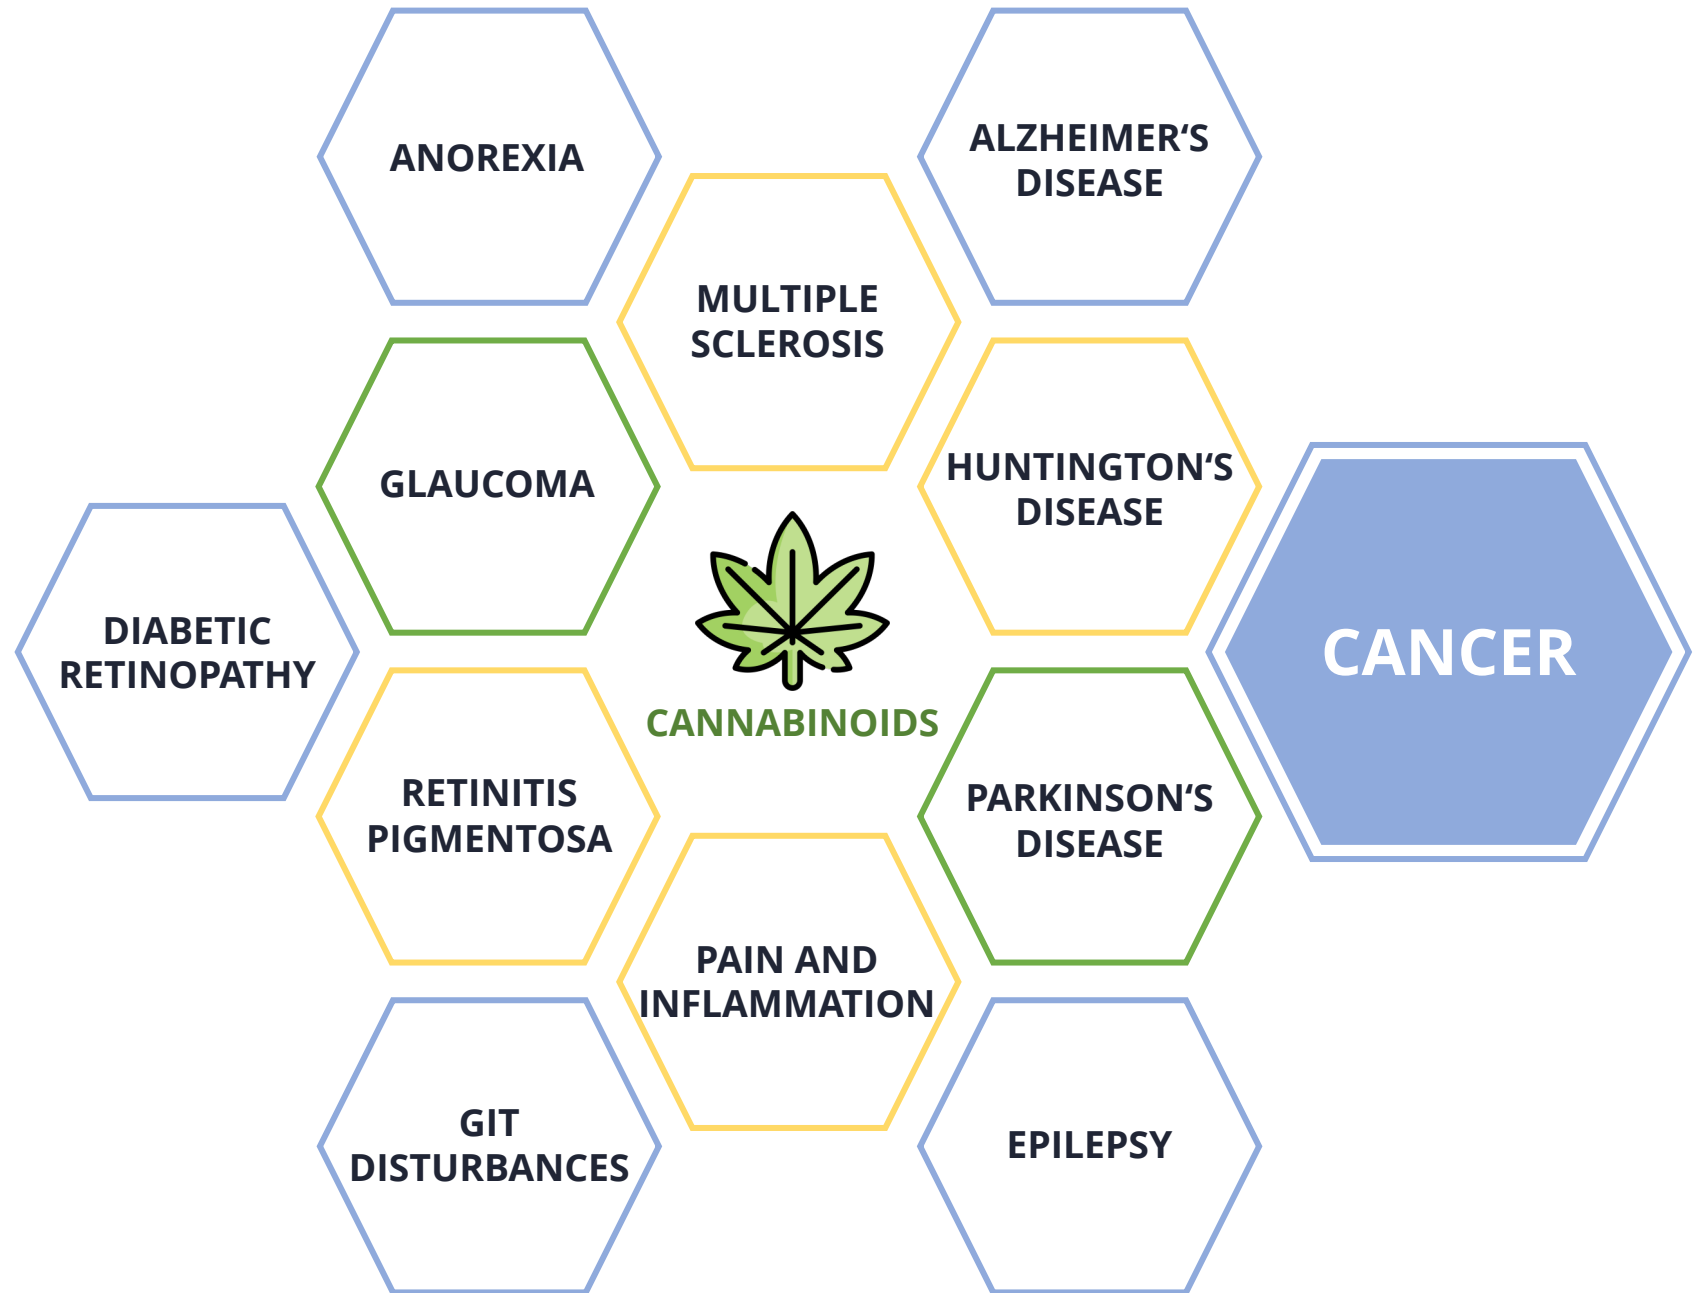 ANOREXIA
ALZHEIMER‘S
DISEASE
MULTIPLE
SCLEROSIS
GLAUCOMA
HUNTINGTON‘S
DISEASE
DIABETIC
RETINOPATHY
CANCER
CANNABINOIDS
RETINITIS
PIGMENTOSA
PARKINSON‘S
DISEASE
PAIN AND
INFLAMMATION
GIT
DISTURBANCES
EPILEPSY